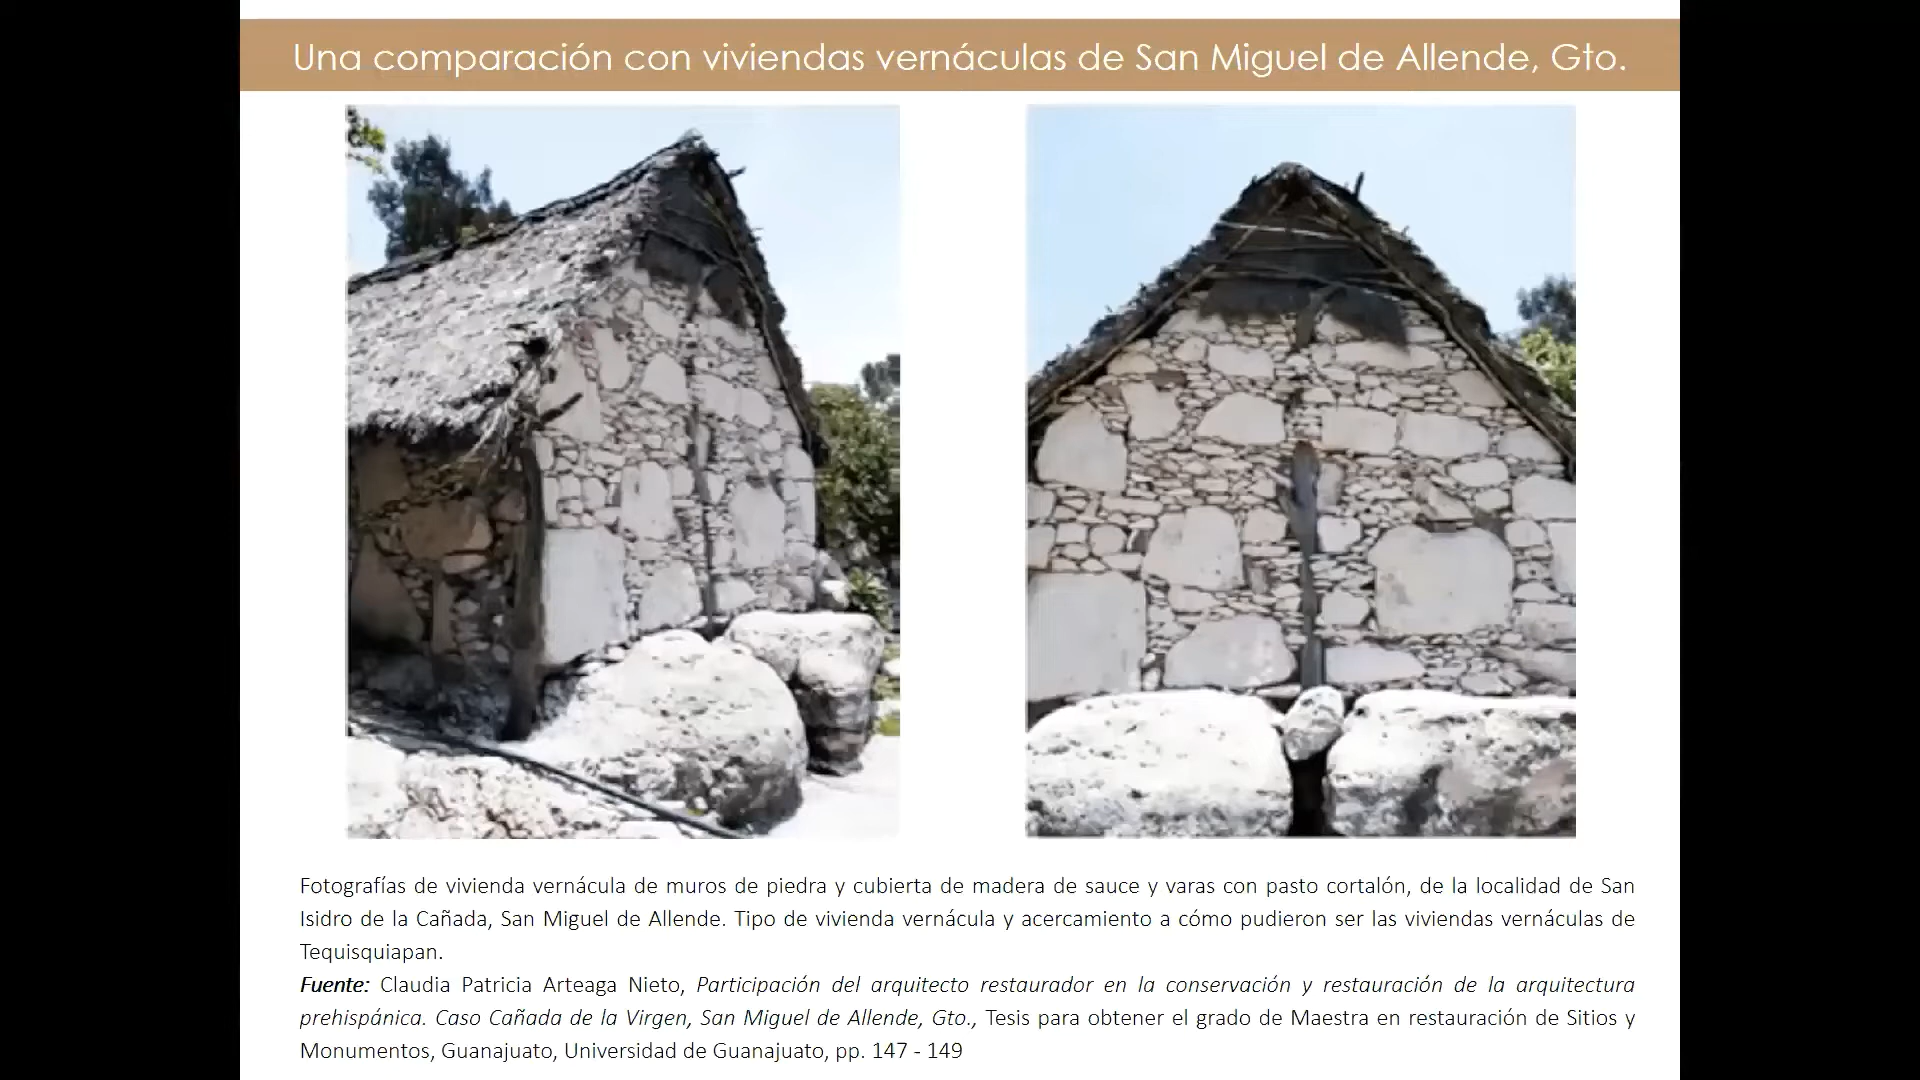 Una comparación con viviendas vernáculas de San Miguel de Allende, Gto.
Fotografías de vivienda vernácula de muros de piedra y cubierta de madera de sauce y varas con pasto cortalón, de la localidad de San
Isidro de la Cañada, San Miguel de Allende. Tipo de vivienda vernácula y acercamiento a cómo pudieron ser las viviendas vernáculas de
Tequisquiapan.
Fuente: Claudia Patricia Arteaga Nieto, Participación del arquitecto restaurador en la conservación y restauración de la arquitectura
prehispánica. Caso Cañada de la Virgen, San Miguel de Allende, Gto., Tesis para obtener el grado de Maestra en restauración de Sitios y
Monumentos, Guanajuato, Universidad de Guanajuato, pp. 147 - 149